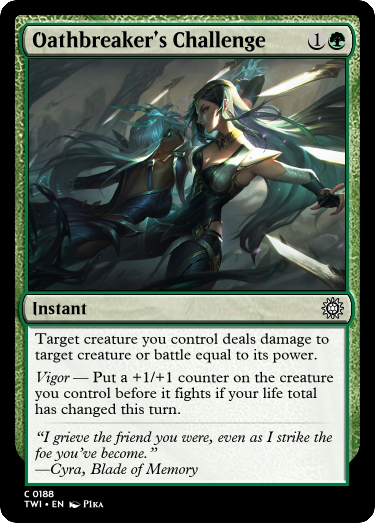 Oathbreaker's Challenge 1
Instant
Target creature you control deals damage to
target creature or battle equal to its power.
Vigor — Put a +1/+1 counter on the creature
you control before it fights if your life total
has changed this turn.
“I grieve the friend you were, even as I strike the
foe you've become.”
—Cyra, Blade of Memory
C 0188
TWI • EN P1ka